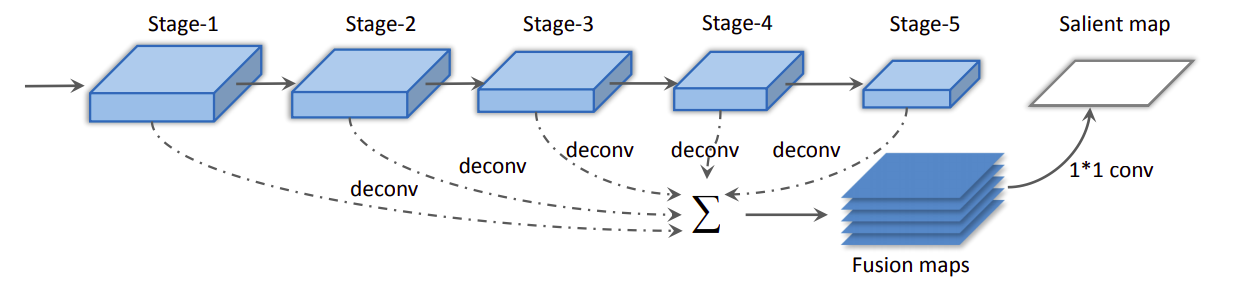 Stage-1
Stage-2
Stage-3
Stage-4
Stage-5
Salient map
deconv
deconv
deconv
deconv
deconv
1*1 conv
∑
Fusion maps